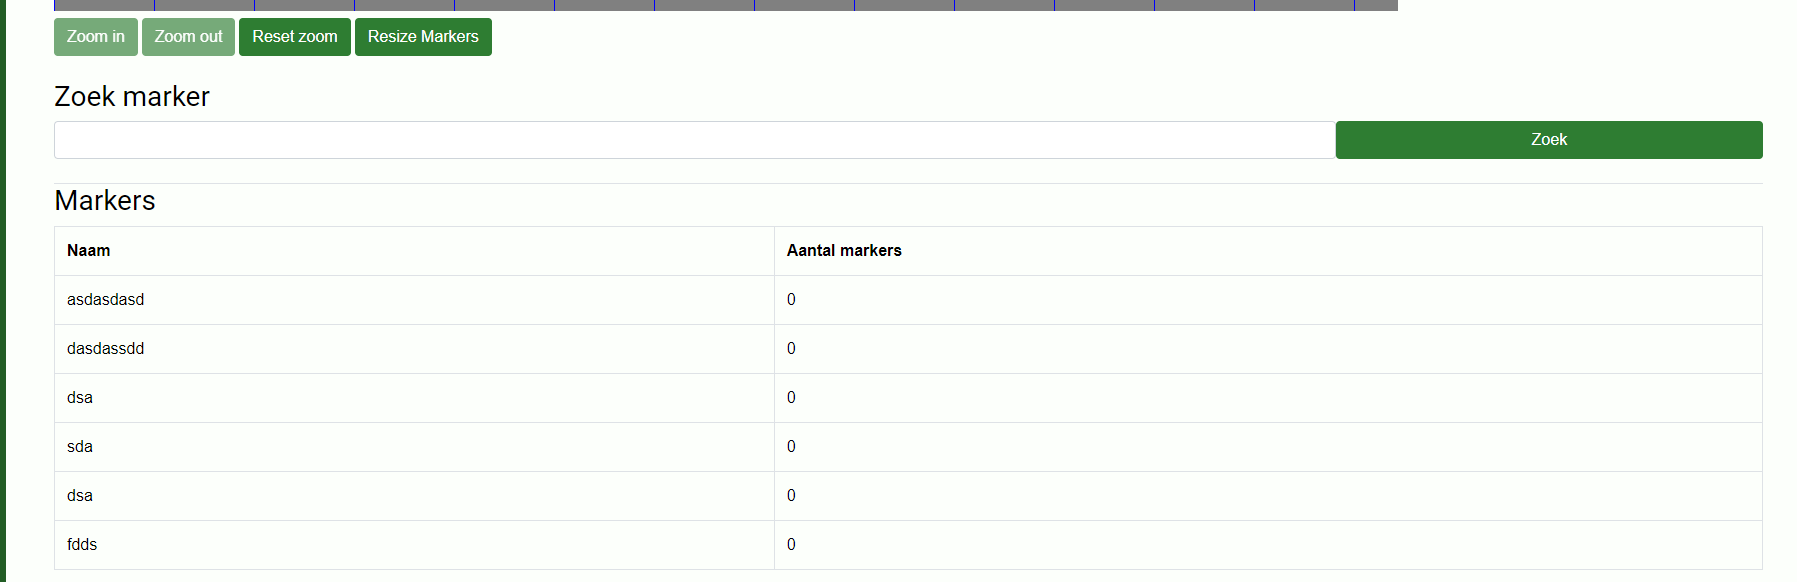 Zoom in Zoom out Reset zoom Resize Markers
Zoek marker
Zoek
Markers
Naam Aantal markers
asdasdasd 0
dasdassdd 0
dsa 0
sda 0
dsa 0
fdds 0